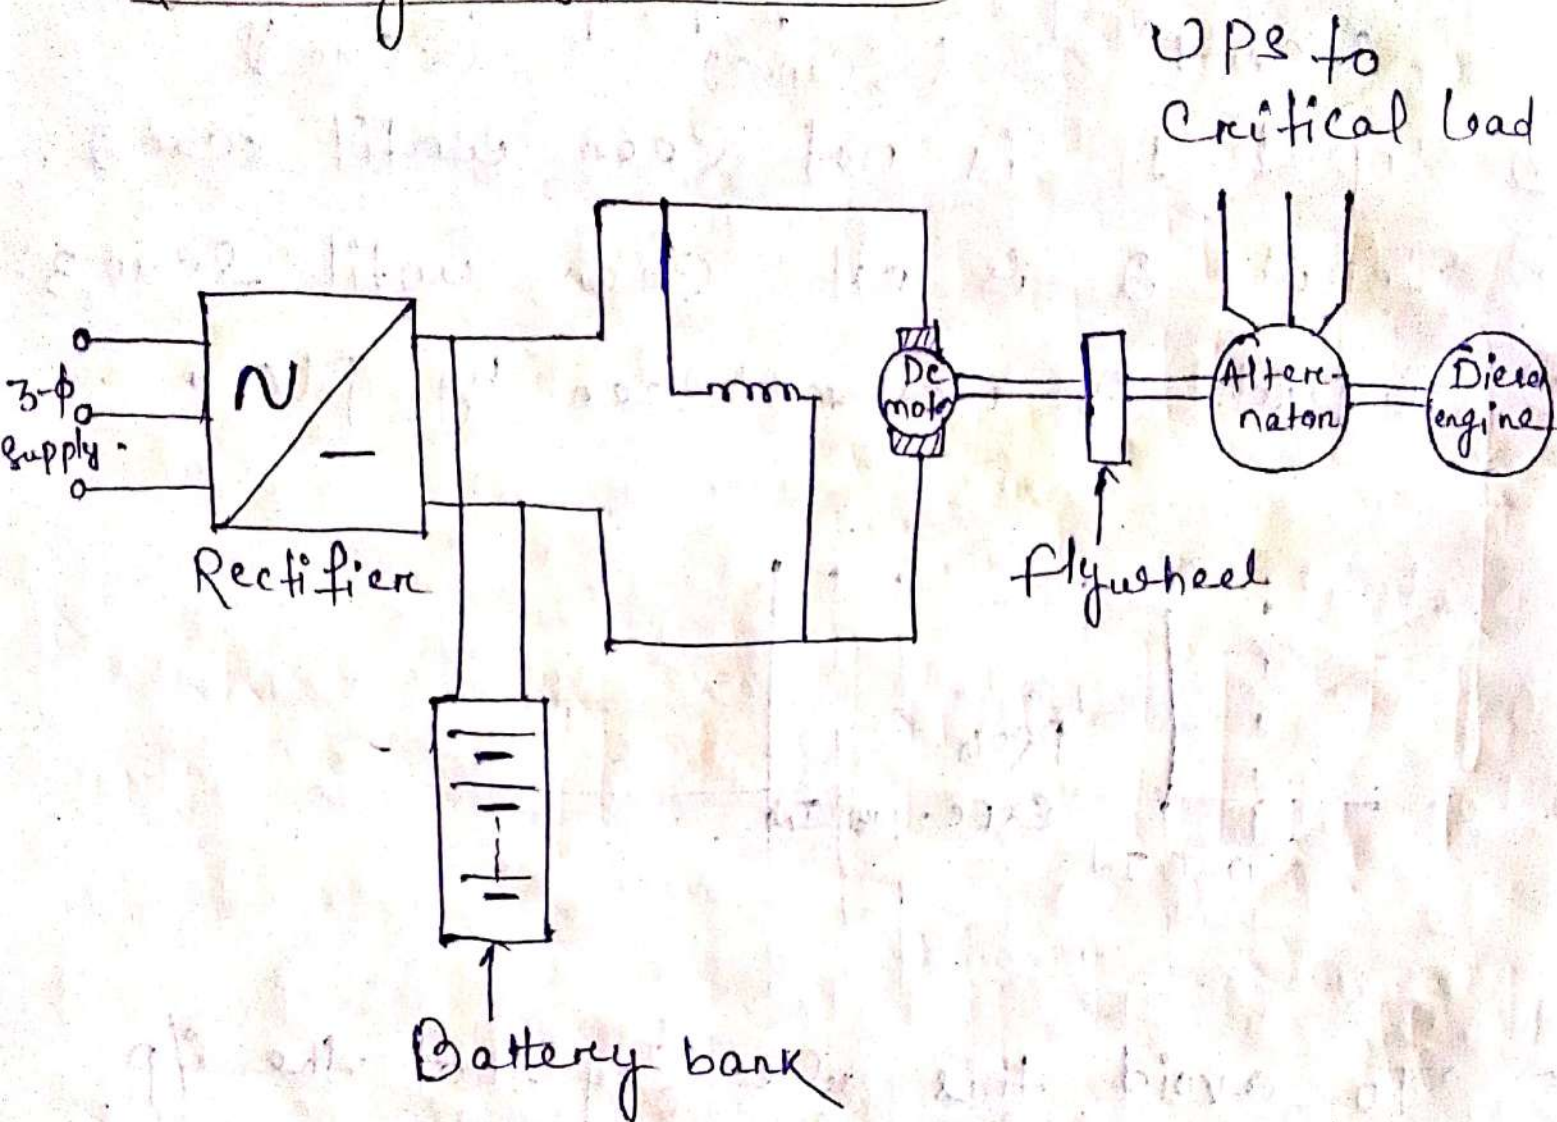 UPS to
Critical load
3-ϕ
supply.
Rectifier
Dc
motor
Alter-
nator
Diesel
engine
flywheel
Battery bank